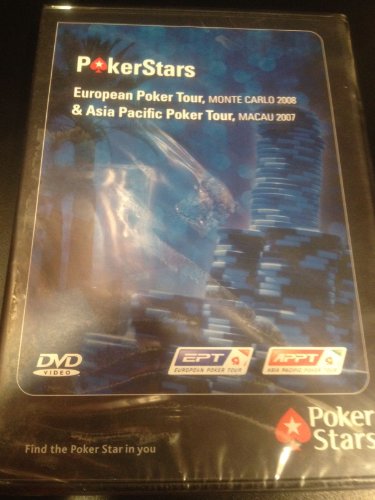 PokerStars
European Poker Tour, MONTE CARLO 2008
& Asia Pacific Poker Tour, MACAU 2007
DVD
VIDEO
EPT
EUROPEAN POKER TOUR
APPT
ASIA PACIFIC POKER TOUR
Poker
Stars
Find the Poker Star in you